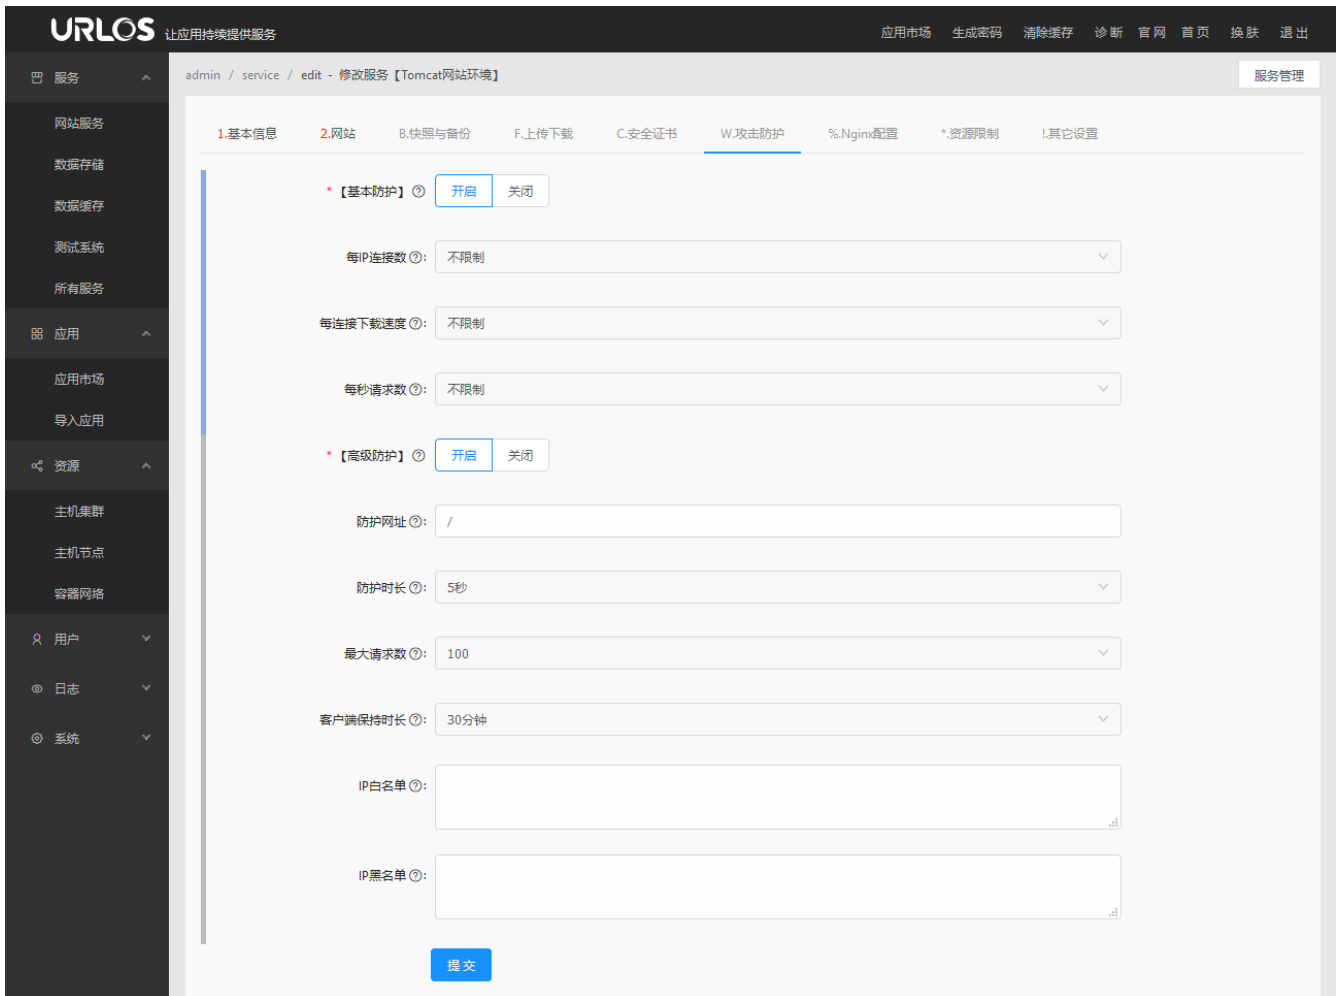 URLOS 让应用持续提供服务
应用市场 生成密码 清除缓存 诊断 官网 首页 换肤 退出
服务
网站服务
数据存储
数据缓存
测试系统
所有服务
应用
应用市场
导入应用
资源
主机集群
主机节点
容器网络
用户
日志
系统
admin / service / edit - 修改服务【Tomcat网站环境】
服务管理
1.基本信息 2.网站 B.快照与备份 F.上传下载 C.安全证书 W.攻击防护 %.Nginx配置 *.资源限制 !.其它设置
* 【基本防护】 开启 关闭
每IP连接数: 不限制
每连接下载速度: 不限制
每秒请求数: 不限制
* 【高级防护】 开启 关闭
防护网址: /
防护时长: 5秒
最大请求数: 100
客户端保持时长: 30分钟
IP白名单:
IP黑名单:
提交